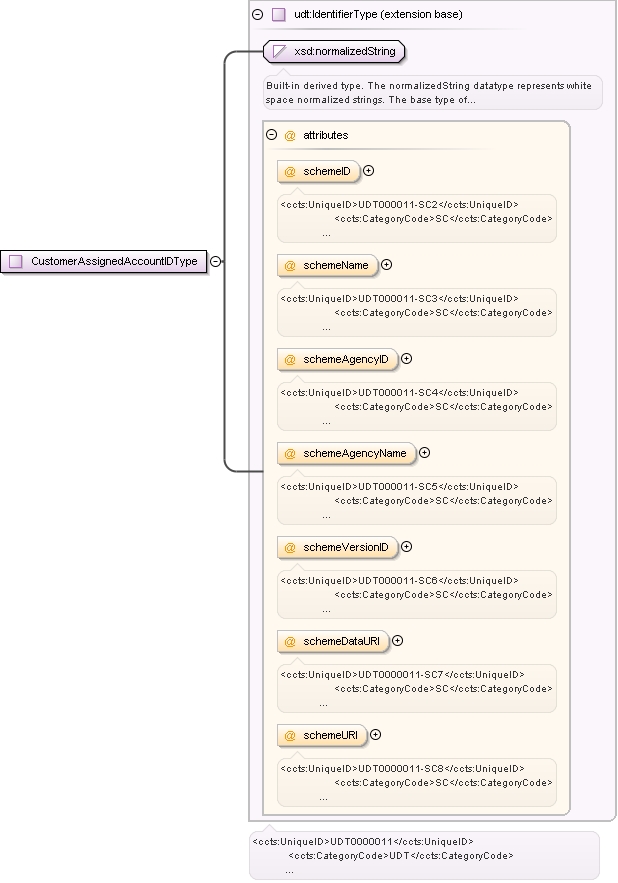 udt:IdentifierType (extension base)
xsd:normalizedString
Built-in derived type. The normalizedString datatype represents white
space normalized strings. The base type of...
@ attributes
@ schemeID
<ccts:UniqueID>UDT000011-SC2</ccts:UniqueID>
<ccts:CategoryCode>SC</ccts:CategoryCode>
...
CustomerAssignedAccountIDType
@ schemeName
<ccts:UniqueID>UDT000011-SC3</ccts:UniqueID>
<ccts:CategoryCode>SC</ccts:CategoryCode>
...
@ schemeAgencyID
<ccts:UniqueID>UDT000011-SC4</ccts:UniqueID>
<ccts:CategoryCode>SC</ccts:CategoryCode>
...
@ schemeAgencyName
<ccts:UniqueID>UDT000011-SC5</ccts:UniqueID>
<ccts:CategoryCode>SC</ccts:CategoryCode>
...
@ schemeVersionID
<ccts:UniqueID>UDT000011-SC6</ccts:UniqueID>
<ccts:CategoryCode>SC</ccts:CategoryCode>
...
@ schemeDataURI
<ccts:UniqueID>UDT0000011-SC7</ccts:UniqueID>
<ccts:CategoryCode>SC</ccts:CategoryCode>
...
@ schemeURI
<ccts:UniqueID>UDT0000011-SC8</ccts:UniqueID>
<ccts:CategoryCode>SC</ccts:CategoryCode>
...
<ccts:UniqueID>UDT0000011</ccts:UniqueID>
<ccts:CategoryCode>UDT</ccts:CategoryCode>
...